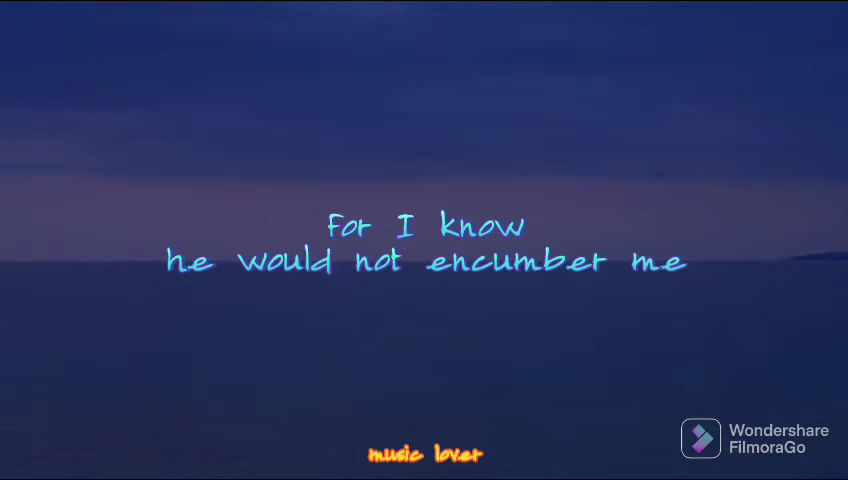 For I know
he would not encumber me
Wondershare
FilmoraGo
music lover